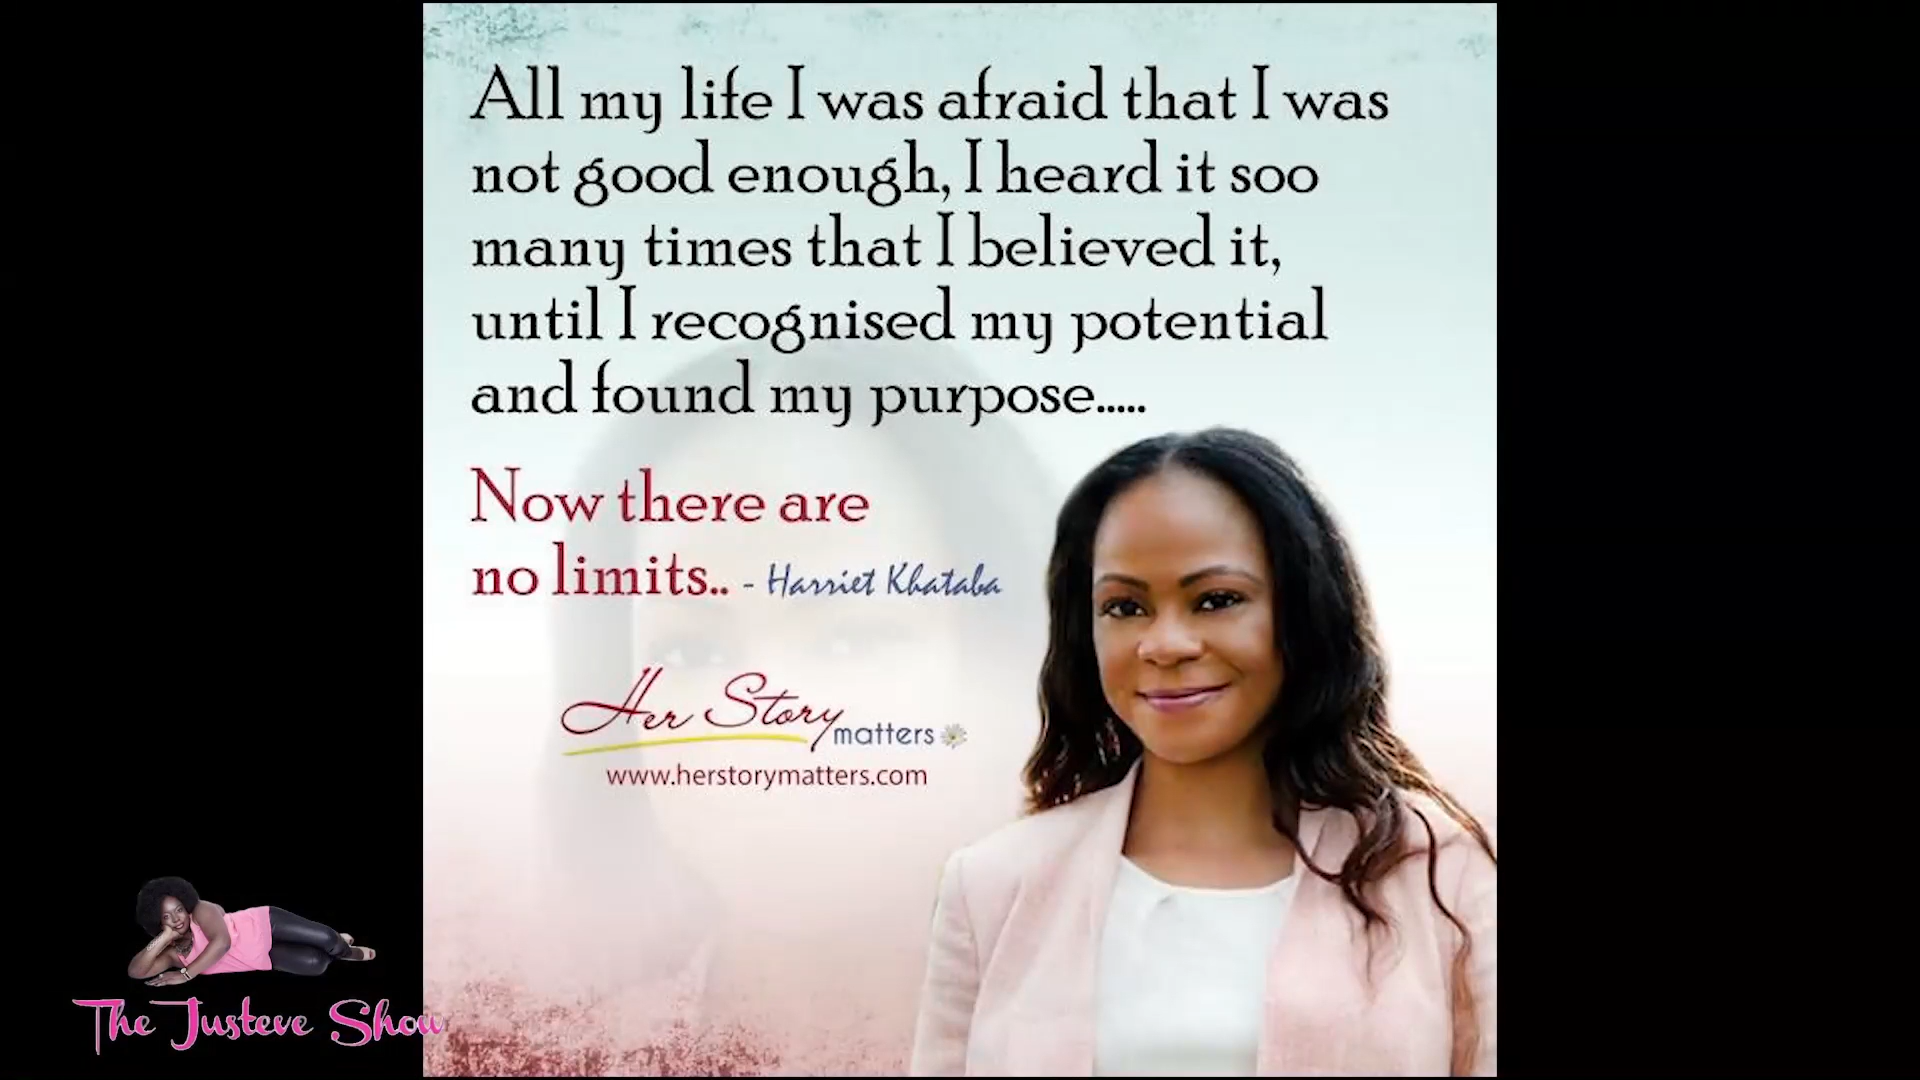 All my life I was afraid that I was
not good enough, I heard it soo
many times that I believed it,
until I recognised my potential
and found my purpose.....
Now there are
no limits.. - Harriet Khataba
Her Story
matters
www.herstorymatters.com
The Justeve Show